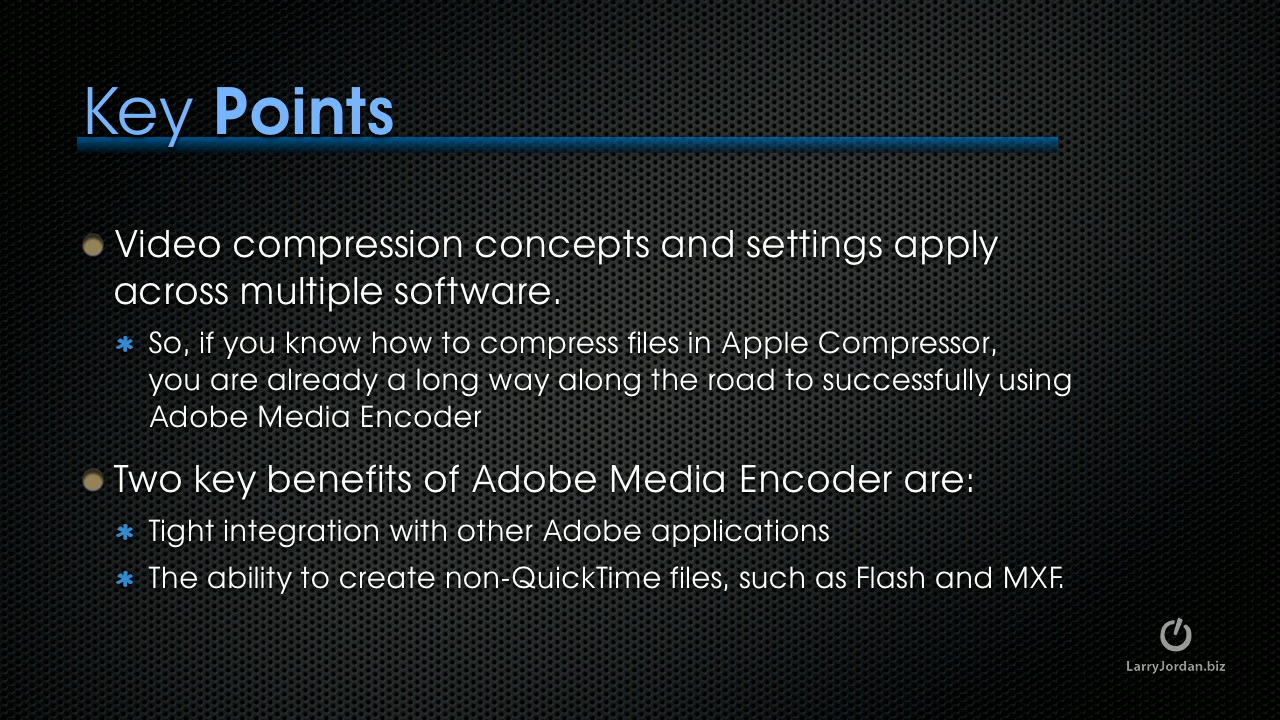 Key Points
Video compression concepts and settings apply
across multiple software.
So, if you know how to compress files in Apple Compressor,
you are already a long way along the road to successfully using
Adobe Media Encoder
Two key benefits of Adobe Media Encoder are:
Tight integration with other Adobe applications
The ability to create non-QuickTime files, such as Flash and MXF.
LarryJordan.biz